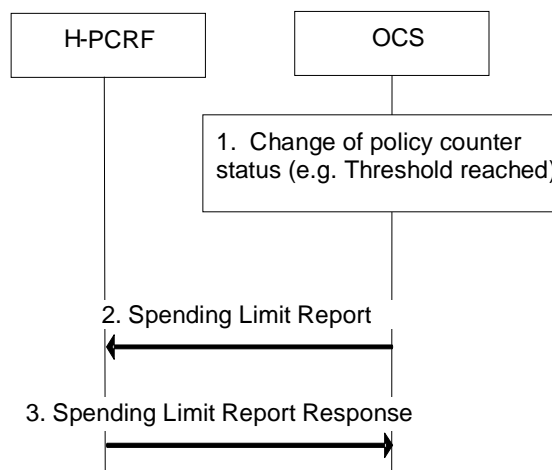 H-PCRF
OCS
1. Change of policy counter
status (e.g. Threshold reached)
2. Spending Limit Report
3. Spending Limit Report Response